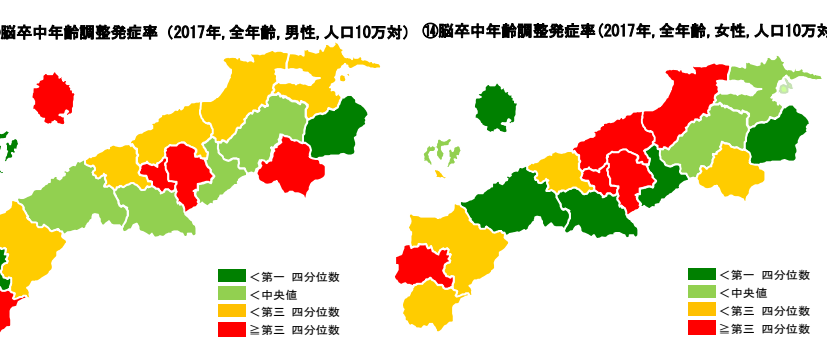 脳卒中年齢調整発症率（2017年, 全年齢, 男性, 人口10万対）
⑭脳卒中年齢調整発症率（2017年, 全年齢, 女性, 人口10万対
＜第一 四分位数
＜中央値
＜第三 四分位数
≧第三 四分位数
＜第一 四分位数
＜中央値
＜第三 四分位数
≧第三 四分位数